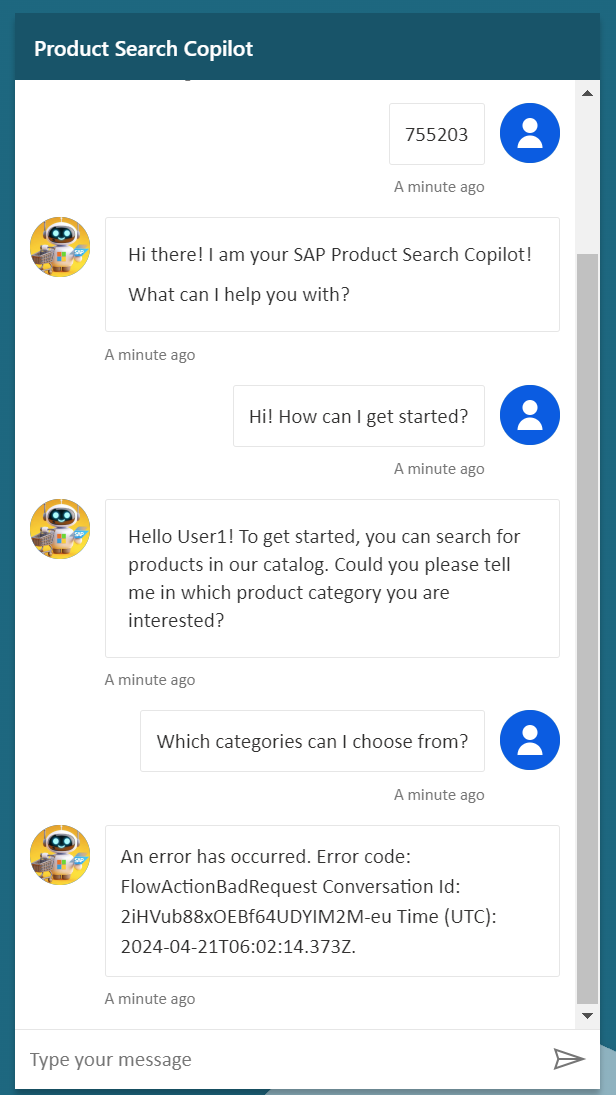 Product Search Copilot
755203
A minute ago
Hi there! I am your SAP Product Search Copilot!
What can I help you with?
A minute ago
Hi! How can I get started?
A minute ago
Hello User1! To get started, you can search for
products in our catalog. Could you please tell
me in which product category you are
interested?
A minute ago
Which categories can I choose from?
A minute ago
An error has occurred. Error code:
FlowActionBadRequest Conversation Id:
2iHVub88xOEBf64UDYIM2M-eu Time (UTC):
2024-04-21T06:02:14.373Z.
A minute ago
Type your message